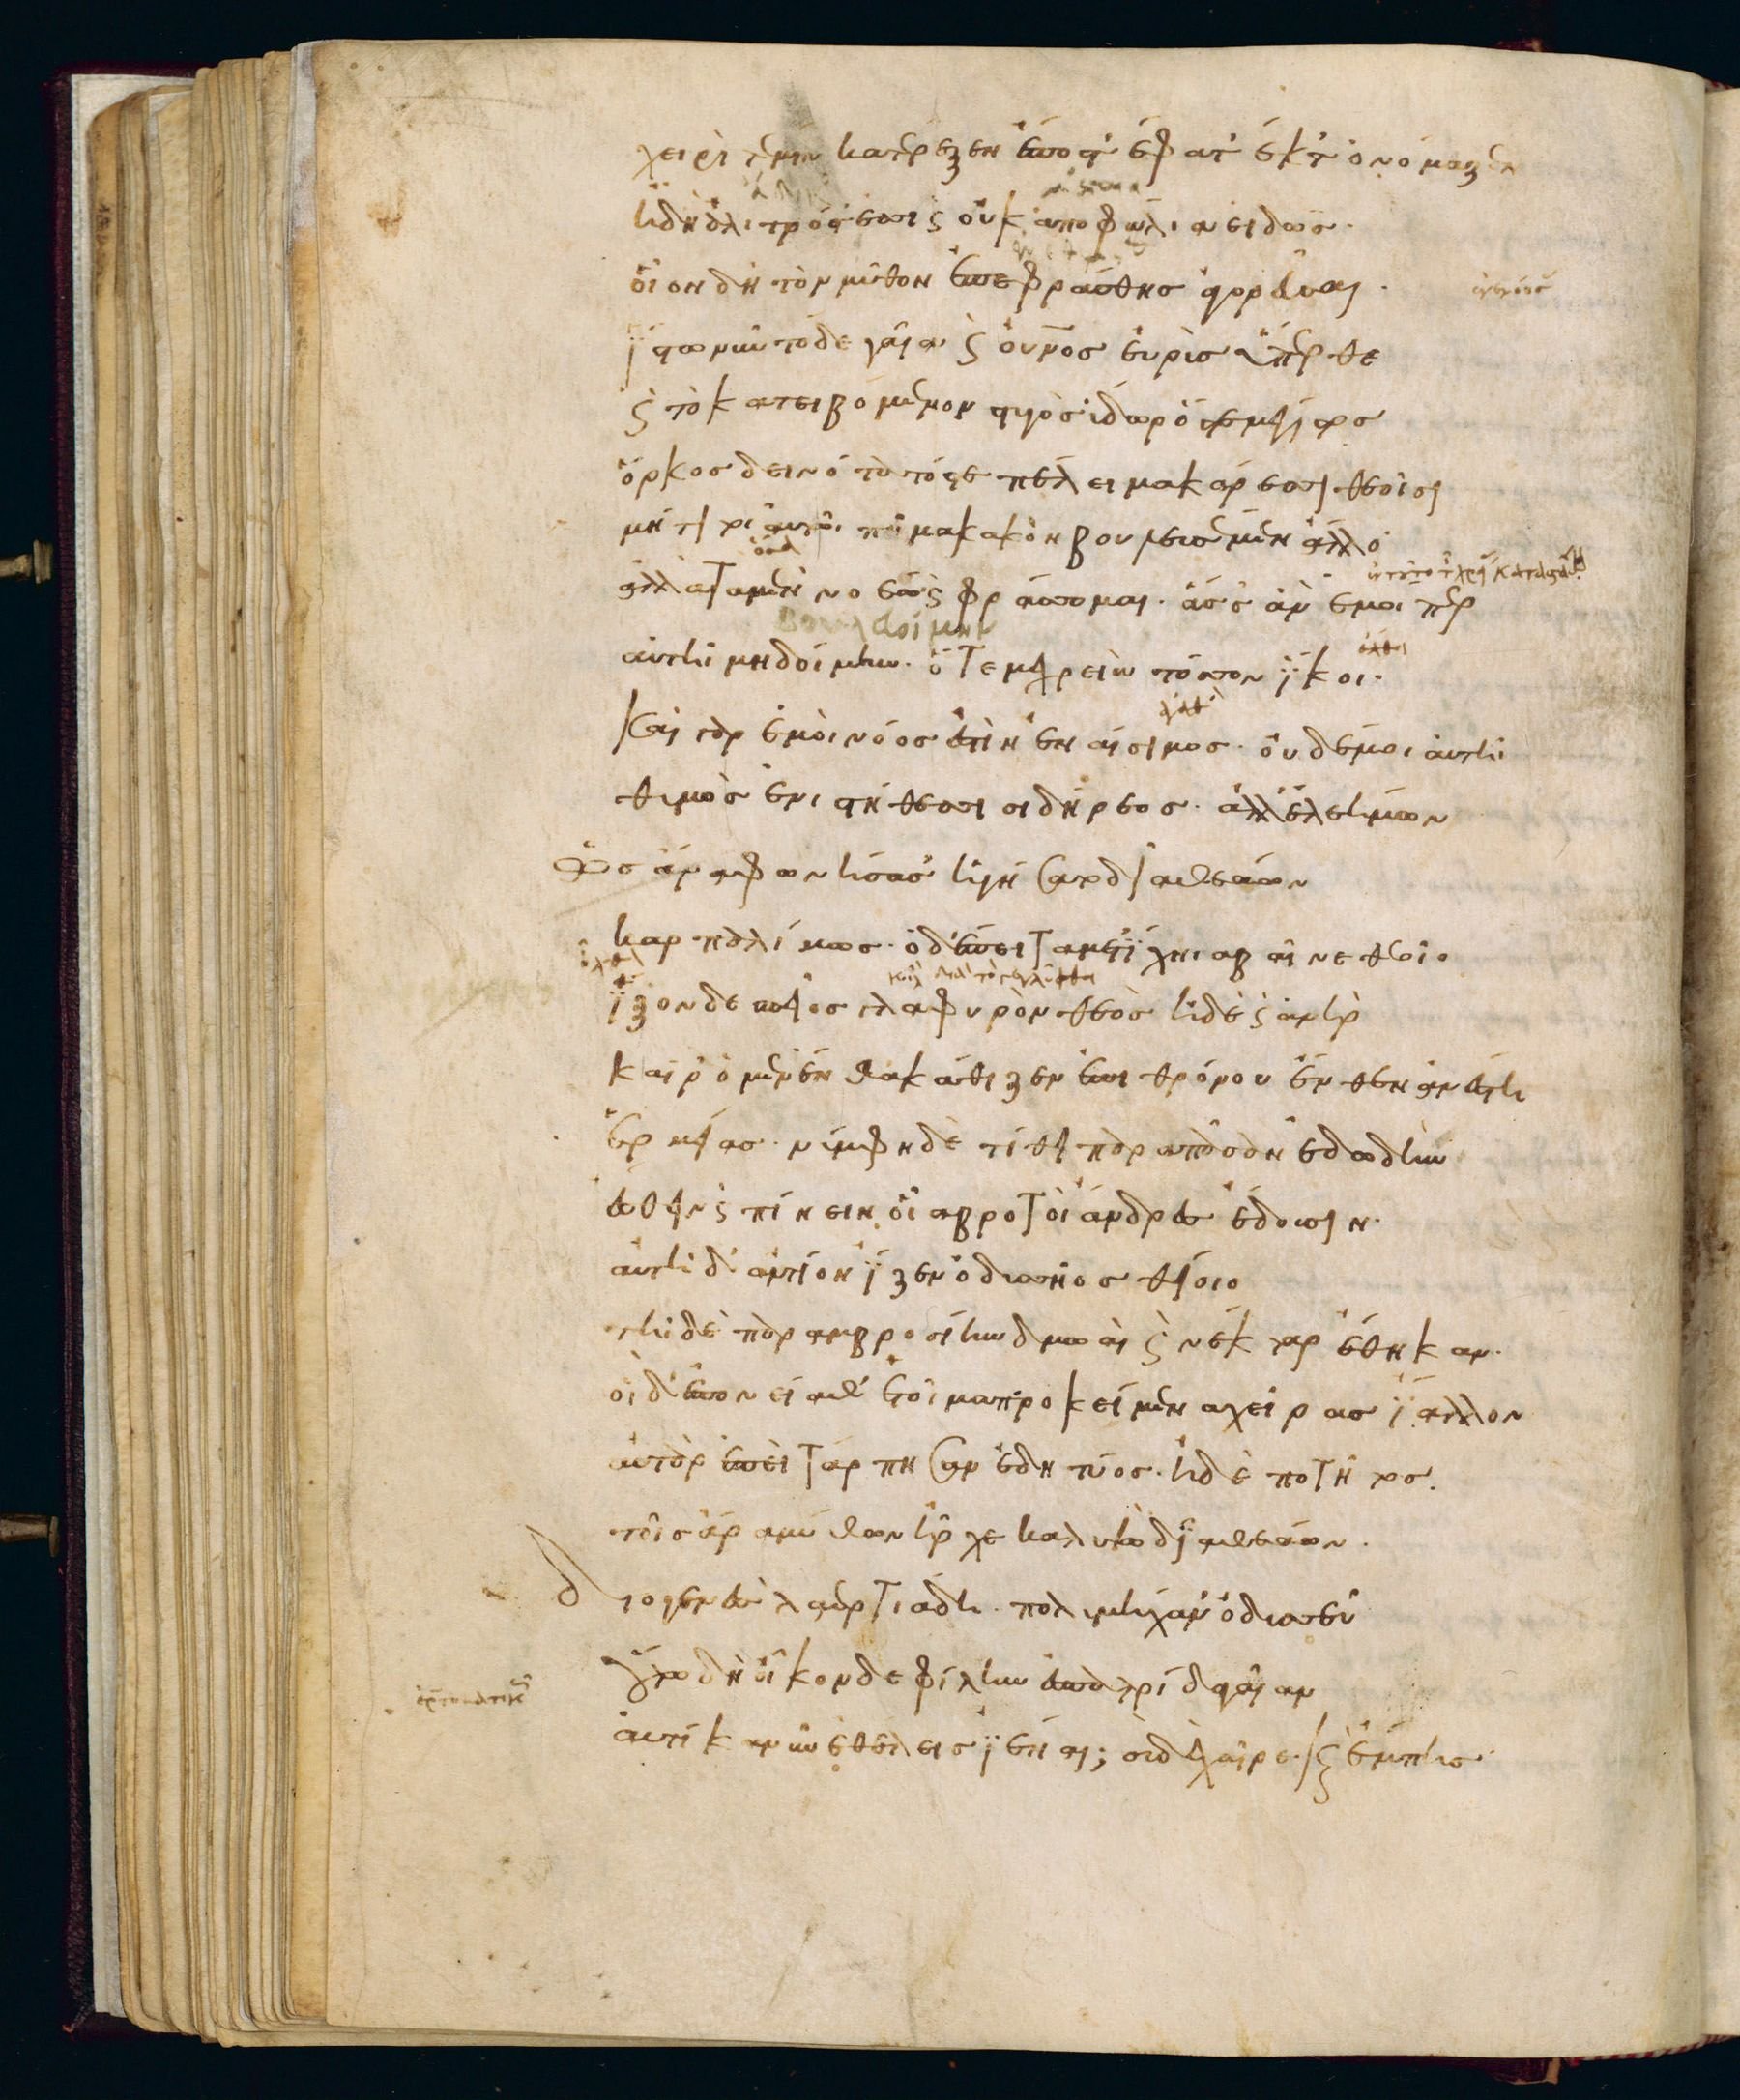 χειρί τέ μιν κατέρεξεν ἔπος τ' ἔφατ' ἔκ τ' ὀνόμαζεν
ἦ δὴ ἀλιτρός γ' ἐσσὶ καὶ οὐκ ἀποφώλια εἰδώς·
οἷον δὴ τὸν μῦθον ἐπεφράσθης ἀγορεῦσαι·
ἴστω νῦν τόδε γαῖα καὶ οὐρανὸς εὐρὺς ὕπερθε
καὶ τὸ κατειβόμενον στυγὸς ὕδωρ ὅστε μέγιστος
ὅρκος δεινότατός τε πέλει μακάρεσσι θεοῖσι
μήτι σοι αὐτῷ πῆμα κακὸν βουλευσέμεν ἄλλο
ἀλλὰ τὰ μὲν νοέω καὶ φράσσομαι· ἅσσ' ἂν ἐμοί περ
βουλευοίμην
αὐτῇ μηδοίμην· ὅτε με χρειὼ τόσον ἵκοι·
καὶ γὰρ ἐμοὶ νόος ἐστὶν ἐναίσιμος· οὐδέ μοι αὐτῇ
θυμὸς ἐνὶ στήθεσσι σιδήρεος· ἀλλ' ἐλεήμων
Ὣς ἄρα φωνήσασ' ἡγήσατο δῖα θεάων
καρπαλίμως· ὁ δ' ἔπειτα μετ' ἴχνια βαῖνε θεοῖο
ἷξον δὲ σπεῖος γλαφυρὸν θεὸς ἠδὲ καὶ ἀνήρ
καί ῥ' ὁ μὲν ἔνθα κάθιζεν ἐπὶ θρόνου ἔνθεν ἀνέστη
ἑρμείας· νύμφη δὲ τίθει πάρα πᾶσαν ἐδωδήν
ἔσθειν καὶ πίνειν οἷα βροτοὶ ἄνδρες ἔδουσιν·
αὐτὴ δ' ἀντίον ἷζεν ὀδυσσῆος θείοιο
τῇ δὲ παρ' ἀμβροσίην δμωαὶ καὶ νέκταρ ἔθηκαν·
οἱ δ' ἐπ' ὀνείαθ' ἑτοῖμα προκείμενα χεῖρας ἴαλλον
αὐτὰρ ἐπεὶ τάρπησαν ἐδητύος· ἠδὲ ποτῆτος.
τοῖς ἄρα μύθων ἦρχε καλυψὼ δῖα θεάων·
διογενὲς λαερτιάδη· πολυμήχαν' ὀδυσσεῦ
οὕτω δὴ οἶκόνδε φίλην ἐς πατρίδα γαῖαν
αὐτίκα νῦν ἐθέλεις ἰέναι; σὺ δὲ χαῖρε καὶ ἔμπης